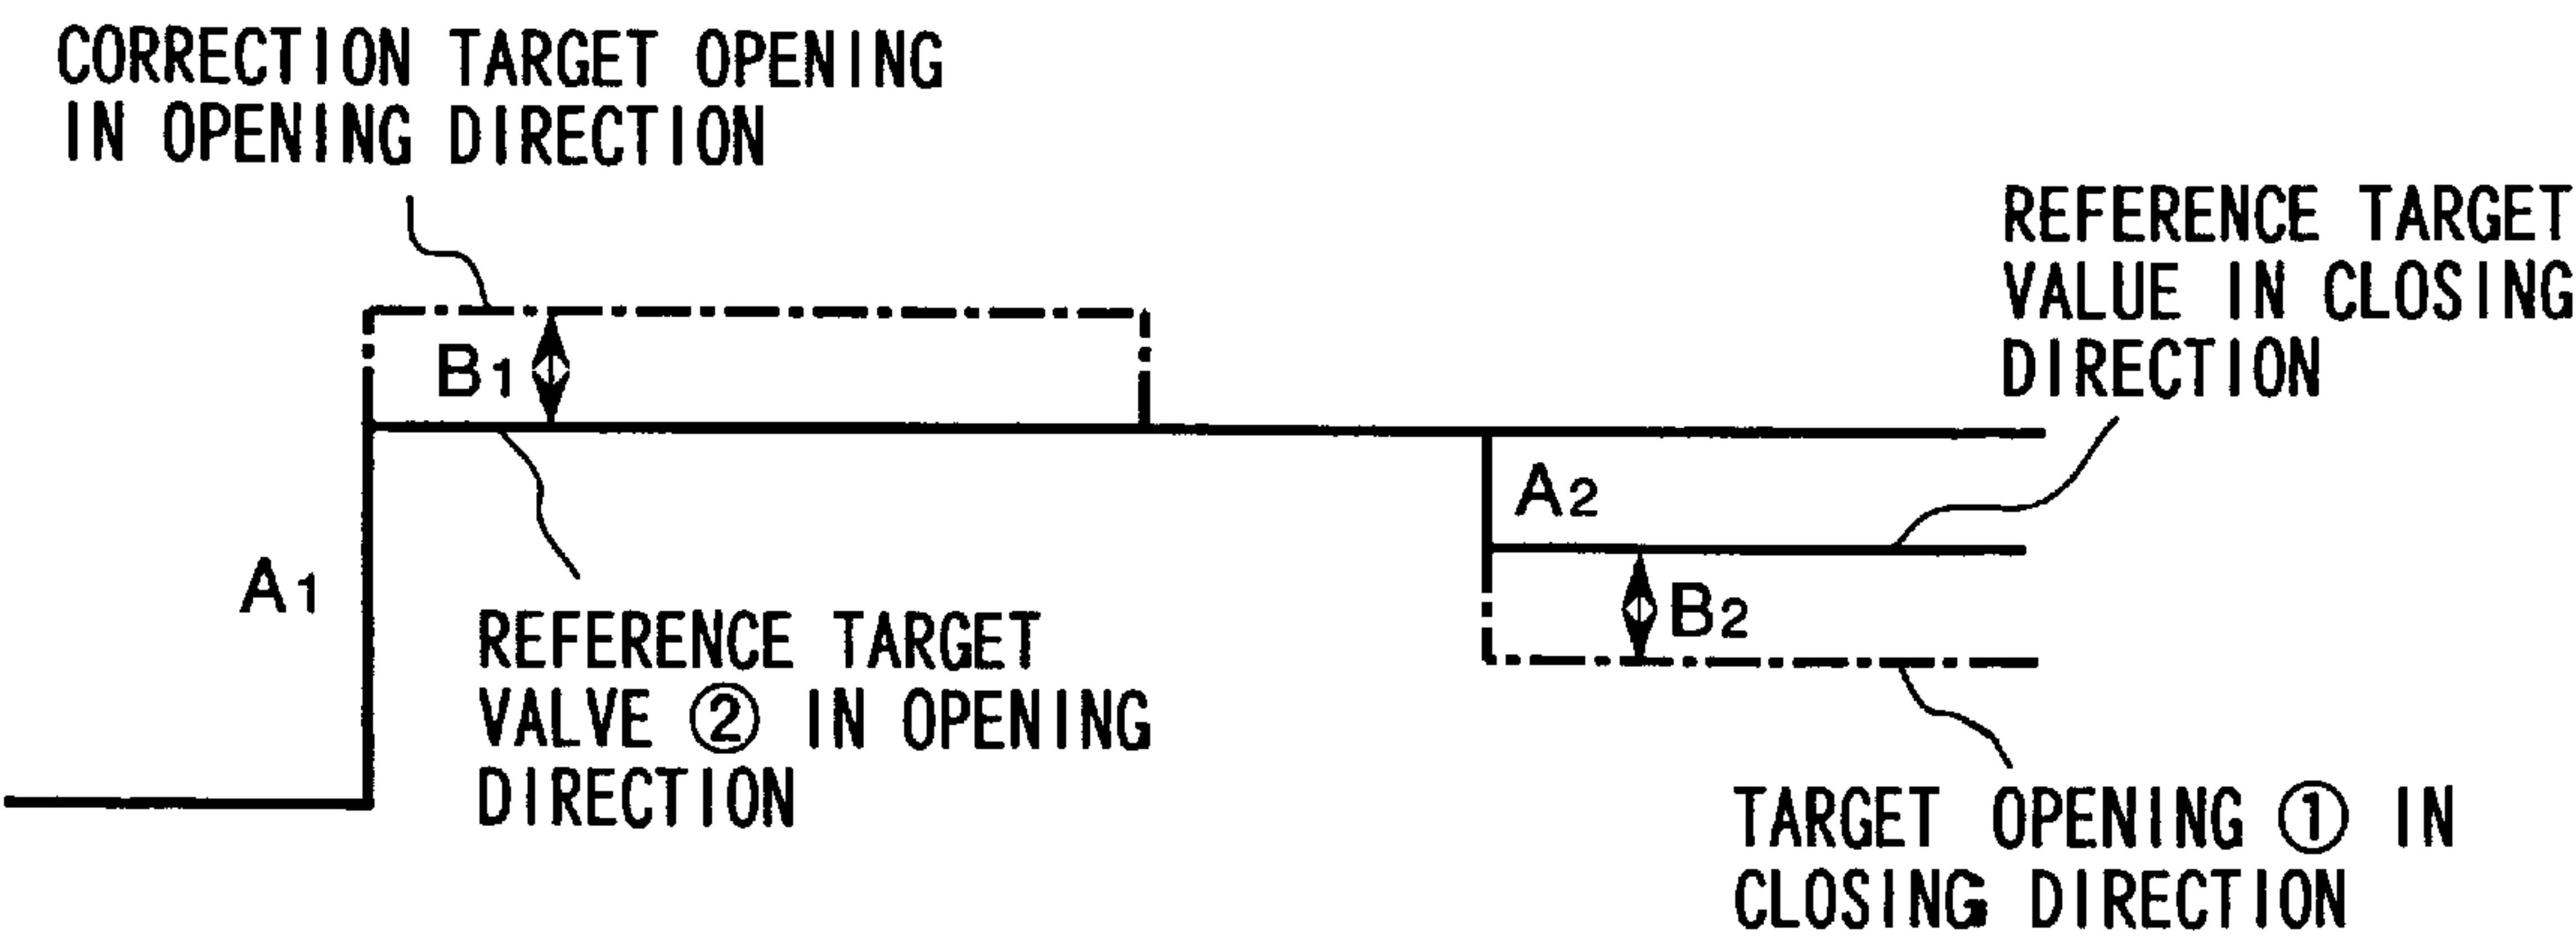 CORRECTION TARGET OPENING
IN OPENING DIRECTION
REFERENCE TARGET
VALUE IN CLOSING
DIRECTION
B1
A2
A1
B2
REFERENCE TARGET
VALVE ② IN OPENING
DIRECTION
TARGET OPENING ① IN
CLOSING DIRECTION